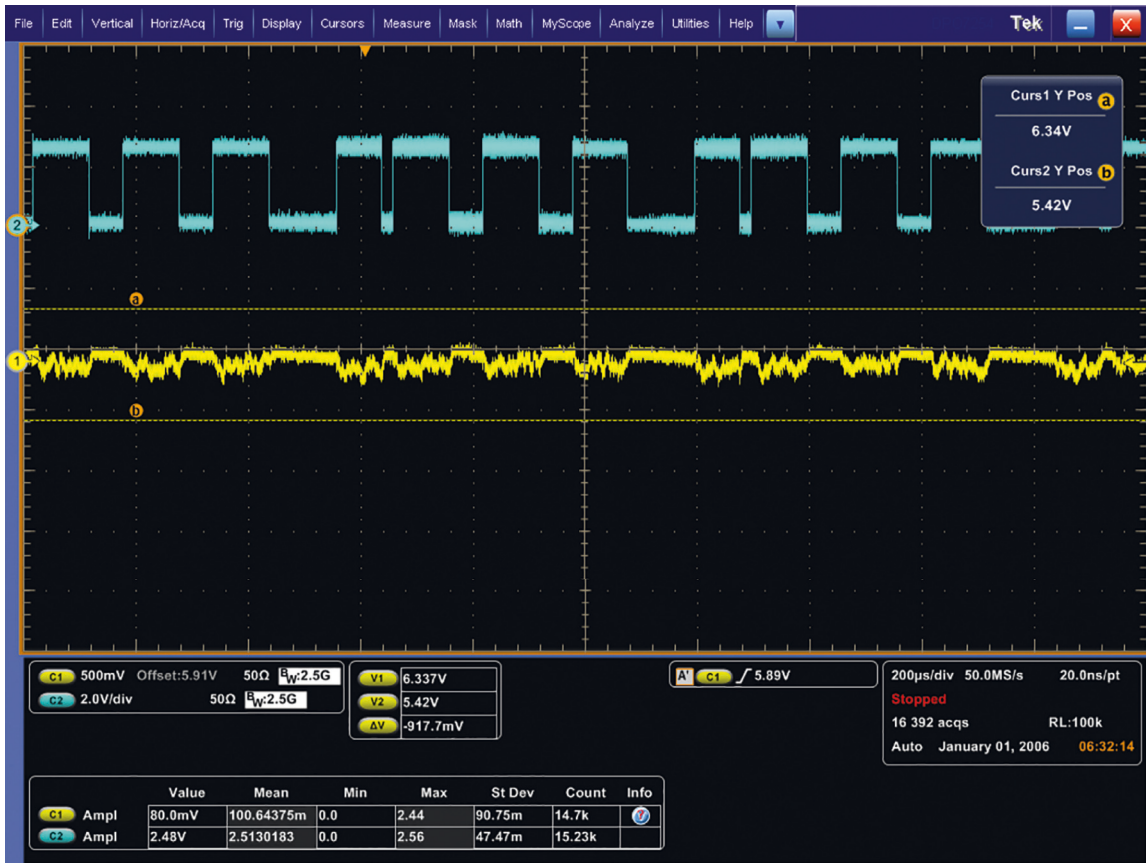 File Edit Vertical Horiz/Acq Trig Display Cursors Measure Mask Math MyScope Analyze Utilities Help Tek X
Curs1 Y Pos a
6.34V
Curs2 Y Pos b
5.42V
2
a
1
b
C1 500mV Offset:5.91V 50Ω BW:2.5G
C2 2.0V/div 50Ω BW:2.5G
V1 6.337V
V2 5.42V
ΔV -917.7mV
A' C1 5.89V
200µs/div 50.0MS/s 20.0ns/pt
Stopped
16 392 acqs RL:100k
Auto January 01, 2006 06:32:14
Value Mean Min Max St Dev Count Info
C1 Ampl 80.0mV 100.64375m 0.0 2.44 90.75m 14.7k
C2 Ampl 2.48V 2.5130183 0.0 2.56 47.47m 15.23k